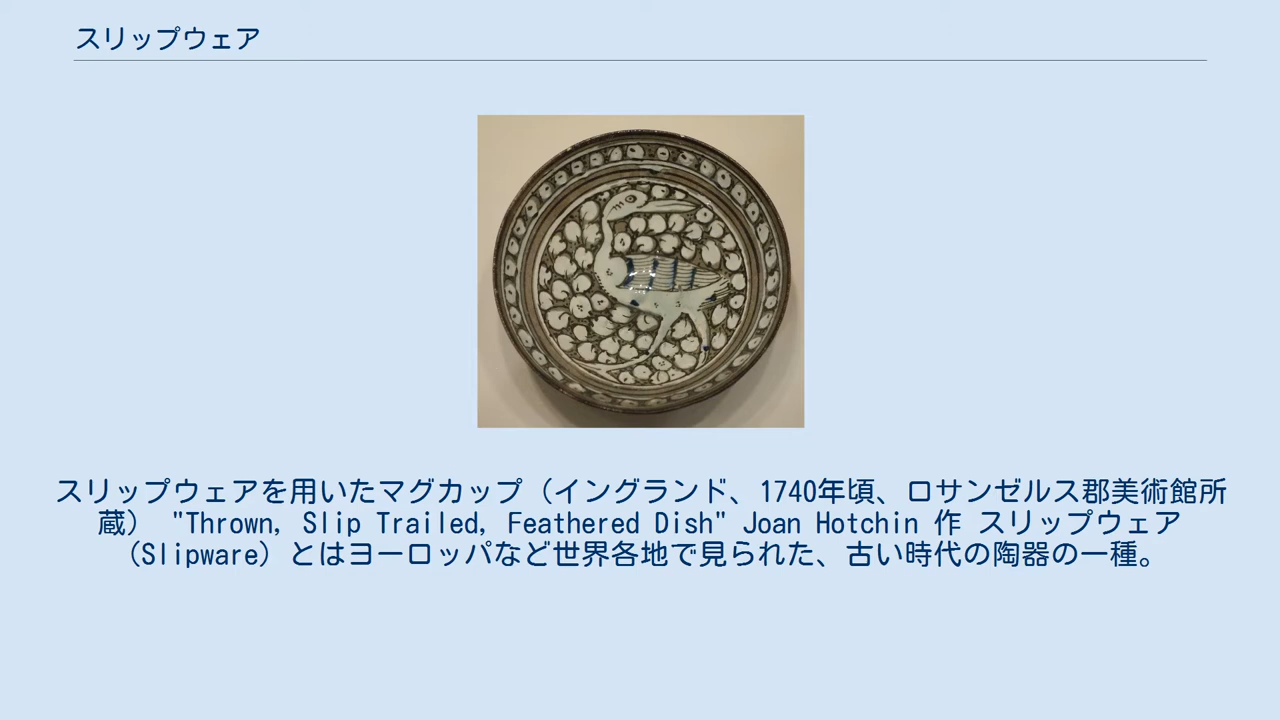 スリップウェア
スリップウェアを用いたマグカップ（イングランド、1740年頃、ロサンゼルス郡美術館所
蔵） "Thrown, Slip Trailed, Feathered Dish" Joan Hotchin 作 スリップウェア
（Slipware）とはヨーロッパなど世界各地で見られた、古い時代の陶器の一種。